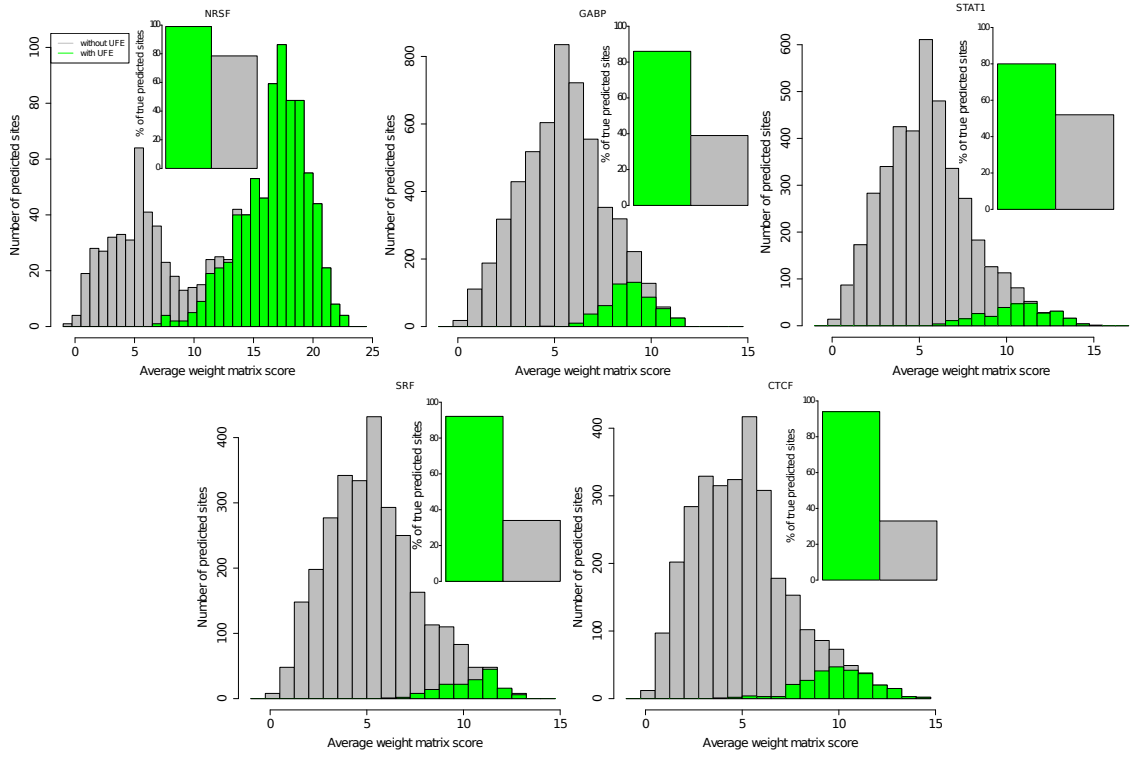 NRSF
without UFE
with UFE
Number of predicted sites
0 20 40 60 80 100
% of true predicted sites
0 20 40 60 80 100
0 5 10 15 20 25
Average weight matrix score
GABP
Number of predicted sites
0 200 400 600 800
% of true predicted sites
0 20 40 60 80 100
0 5 10 15
Average weight matrix score
STAT1
Number of predicted sites
0 100 200 300 400 500 600
% of true predicted sites
0 20 40 60 80 100
0 5 10 15
Average weight matrix score
SRF
Number of predicted sites
0 100 200 300 400
% of true predicted sites
0 20 40 60 80 100
0 5 10 15
Average weight matrix score
CTCF
Number of predicted sites
0 100 200 300 400
% of true predicted sites
0 20 40 60 80 100
0 5 10 15
Average weight matrix score